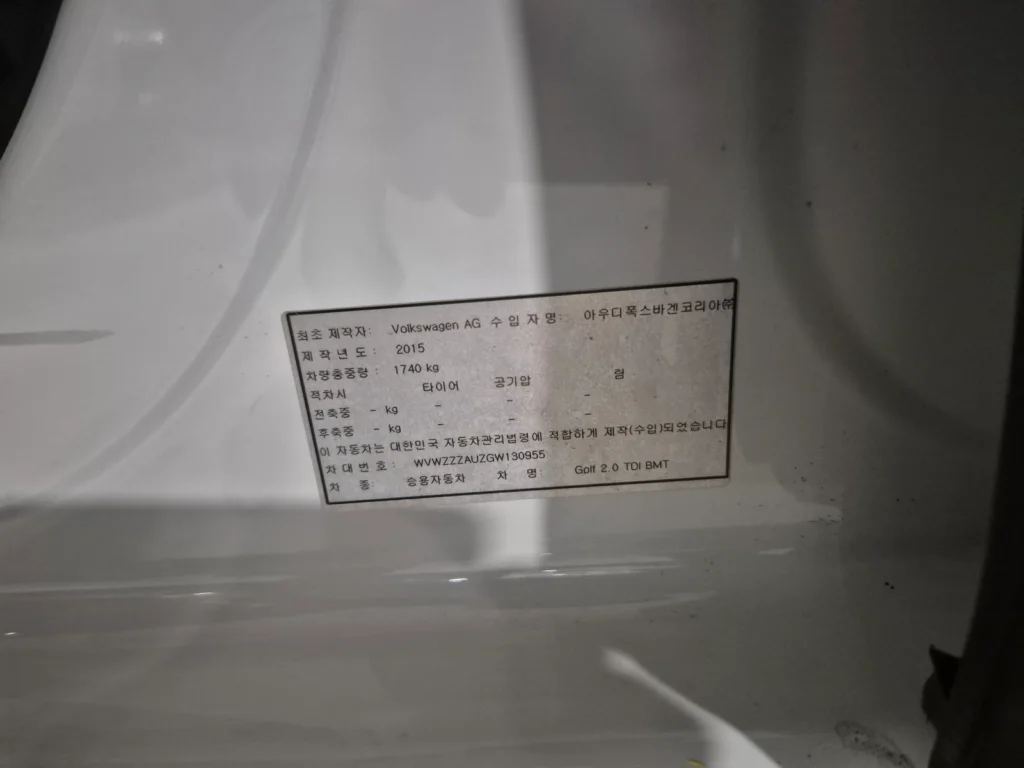 최초 제작자: Volkswagen AG 수 입 자 명: 아우디폭스바겐코리아㈜
제 작 년 도 : 2015
차량총중량 : 1740 kg
적차시 타이어 공기압 림
전축중 - kg - - -
후축중 - kg - - -
이 자동차는 대한민국 자동차관리법령에 적합하게 제작(수입)되었습니다
차 대 번 호 : WVWZZZAUZGW130955
차 종 승용자동차 차 명: Golf 2.0 TDI BMT